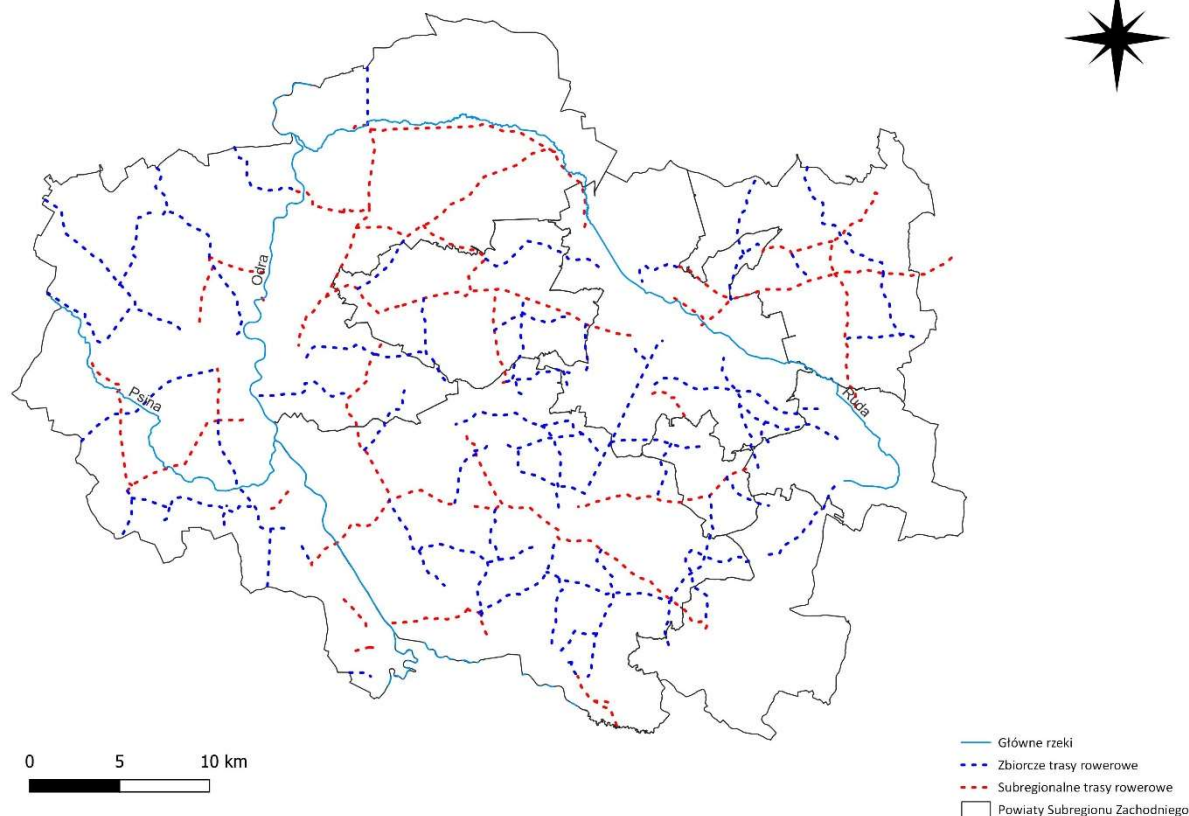 Odra
Psina
Ruda
0 5 10 km
Główne rzeki
Zbiorcze trasy rowerowe
Subregionalne trasy rowerowe
Powiaty Subregionu Zachodniego